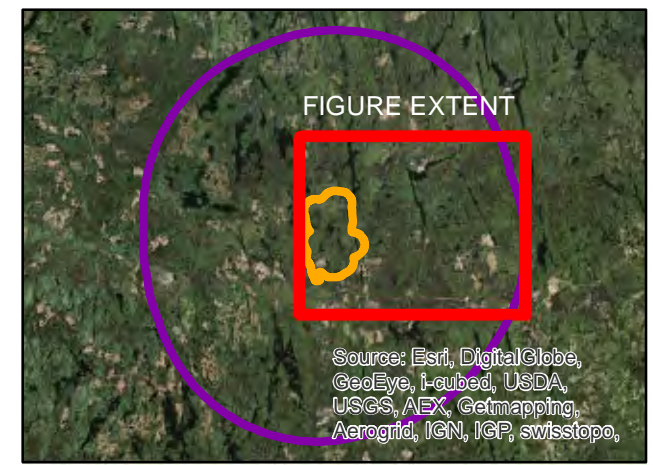 FIGURE EXTENT
Source: Esri, DigitalGlobe,
GeoEye, i-cubed, USDA,
USGS, AEX, Getmapping,
Aerogrid, IGN, IGP, swisstopo,